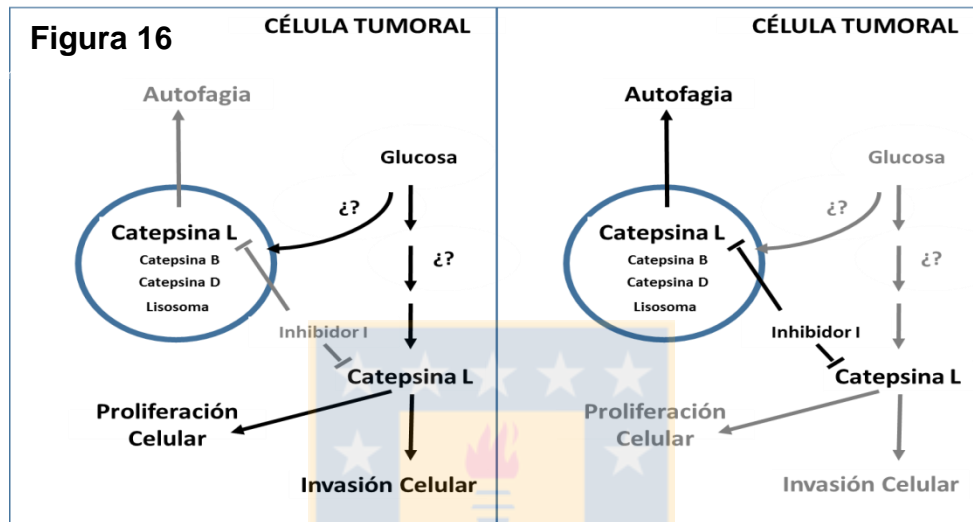 Figura 16
CÉLULA TUMORAL
Autofagia
Glucosa
¿?
Catepsina L
¿?
Catepsina B
Catepsina D
Lisosoma
Inhibidor I
Catepsina L
Proliferación
Celular
Invasión Celular
CÉLULA TUMORAL
Autofagia
Glucosa
¿?
Catepsina L
¿?
Catepsina B
Catepsina D
Lisosoma
Inhibidor I
Catepsina L
Proliferación
Celular
Invasión Celular